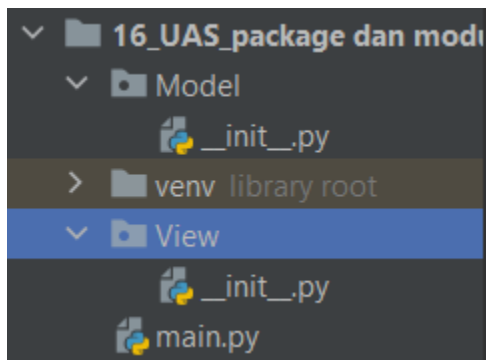 16_UAS_package dan modu
Model
__init__.py
venv library root
View
__init__.py
main.py